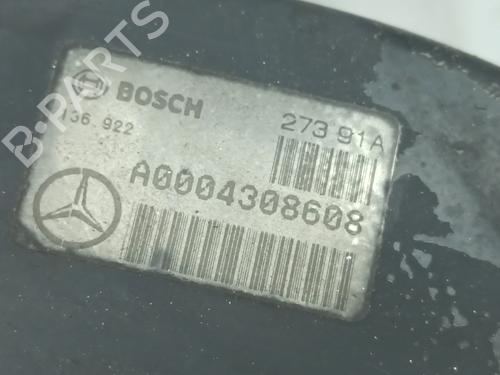 BOSCH
136 922
273 91A
A0004308608
B-PARTS